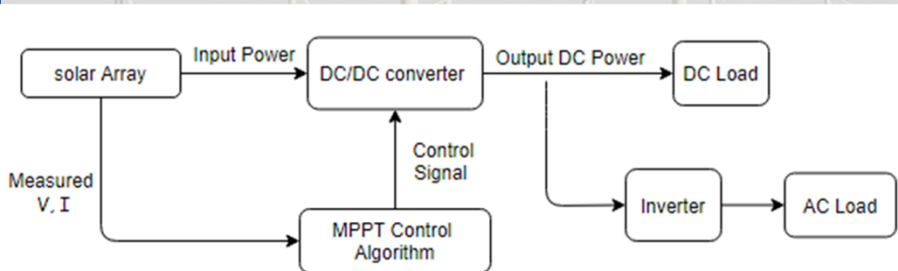 solar Array
Input Power
DC/DC converter
Output DC Power
DC Load
Measured
V,I
Control
Signal
MPPT Control
Algorithm
Inverter
AC Load